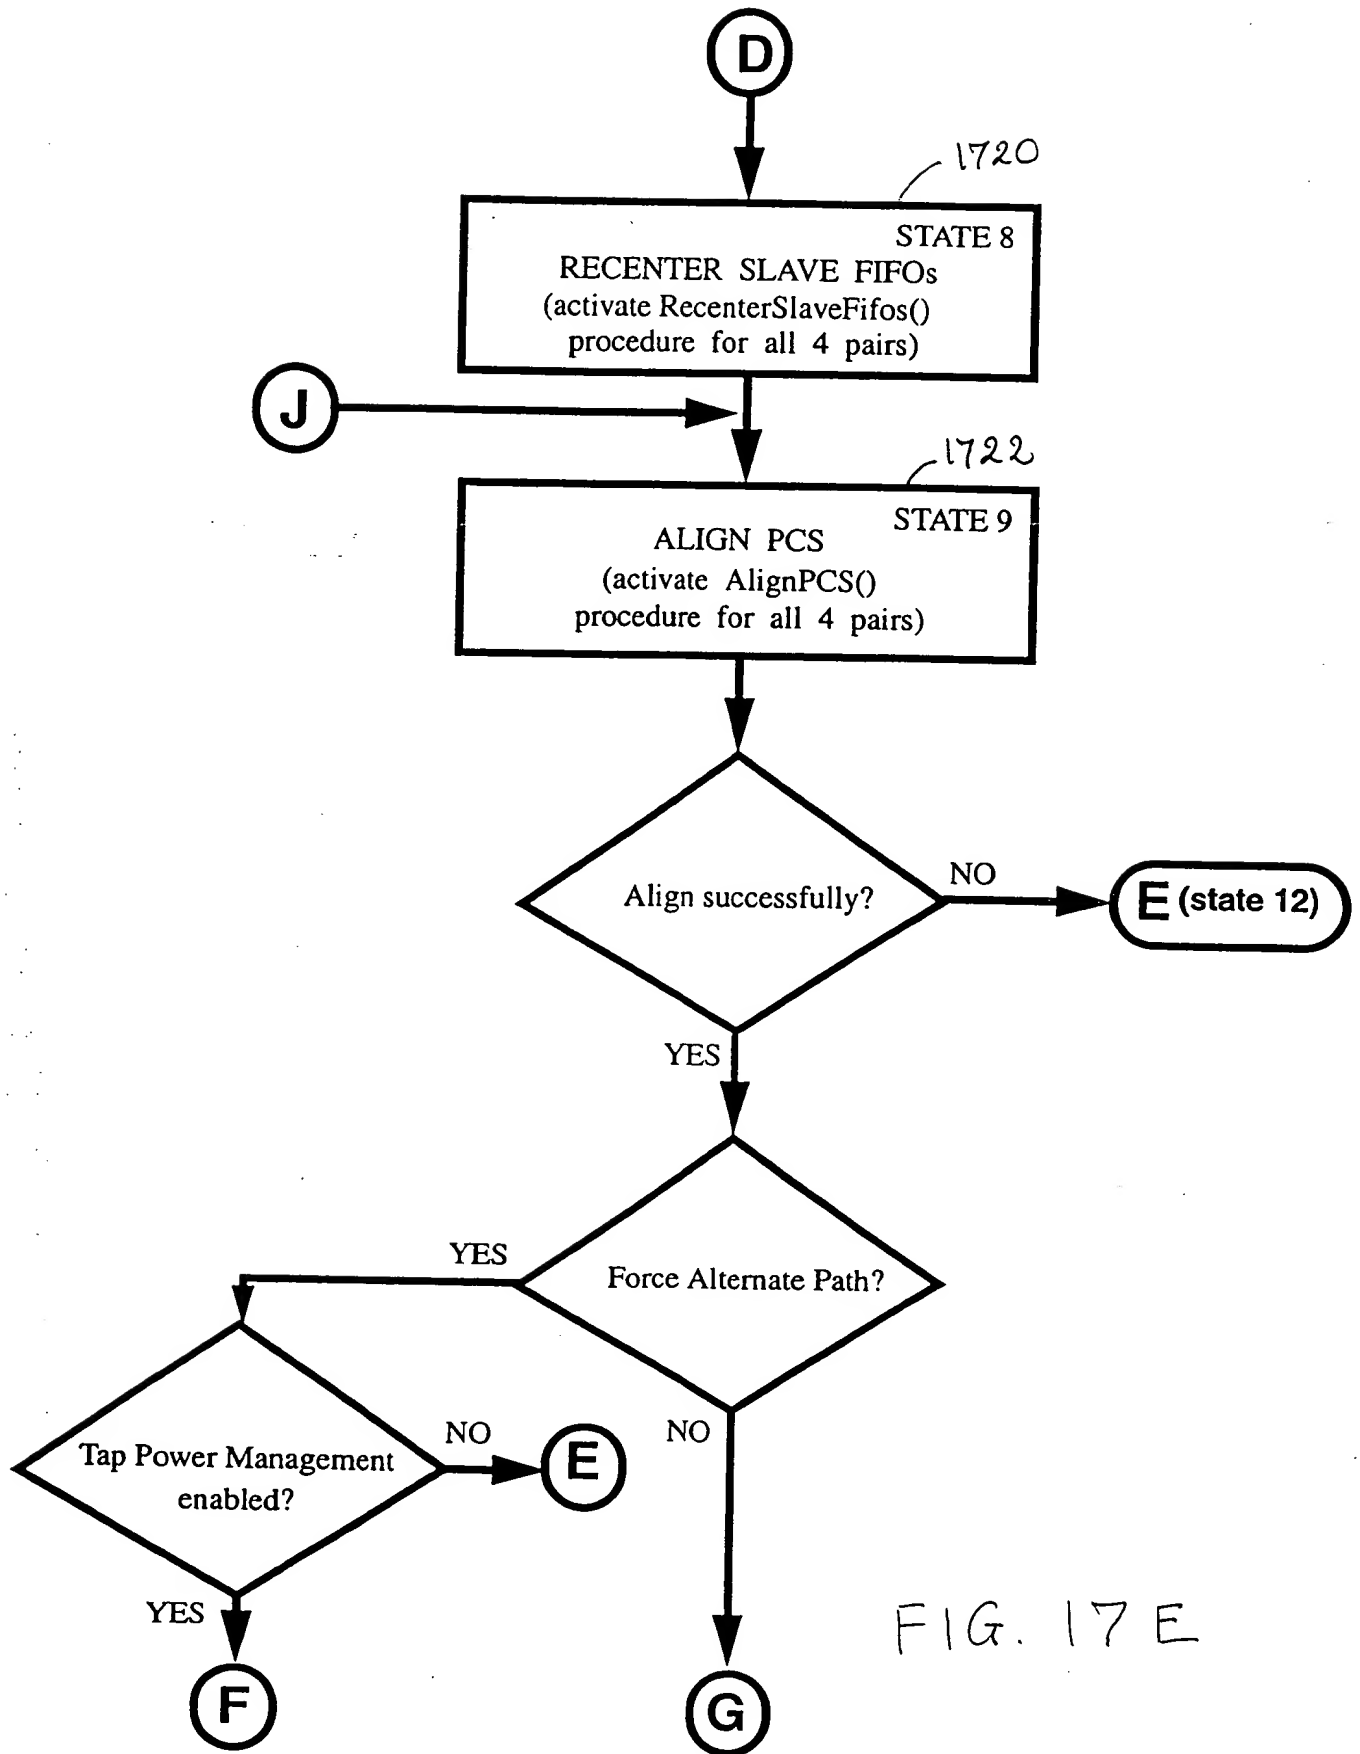 D
1720
STATE 8
RECENTER SLAVE FIFOs
(activate RecenterSlaveFifos()
procedure for all 4 pairs)
J
1722
STATE 9
ALIGN PCS
(activate AlignPCS()
procedure for all 4 pairs)
Align successfully?
NO
E (state 12)
YES
YES
Force Alternate Path?
Tap Power Management
enabled?
NO
E
NO
YES
F
G
FIG. 17E